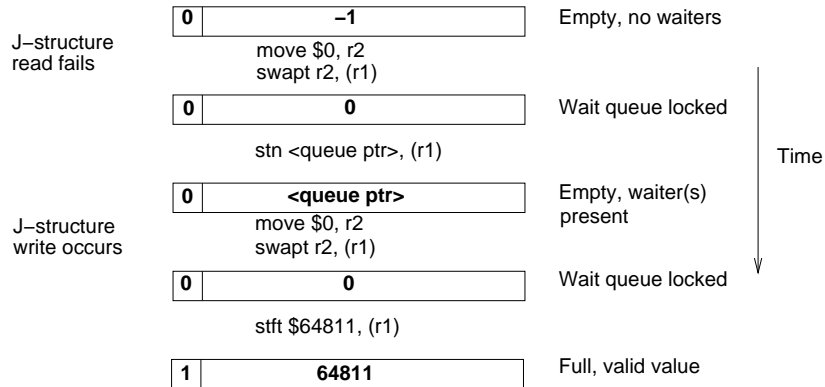 0 −1 Empty, no waiters
J−structure
read fails
move $0, r2
swapt r2, (r1)
0 0 Wait queue locked
stn <queue ptr>, (r1)
Time
0 <queue ptr> Empty, waiter(s)
present
J−structure
write occurs
move $0, r2
swapt r2, (r1)
0 0 Wait queue locked
stft $64811, (r1)
1 64811 Full, valid value